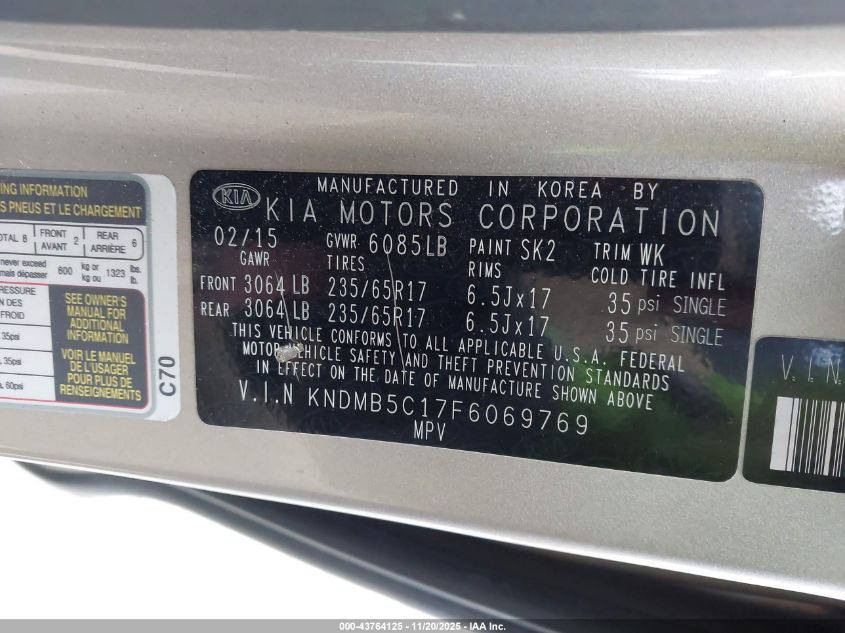 ING INFORMATION
S PNEUS ET LE CHARGEMENT
OTAL 8 FRONT AVANT 2 REAR ARRIÈRE 6
never exceed
mais dépasser 600 kg or kg ou 1323 lbs. lb.
RESSURE
ON DES
FROID
35psi
35psi
60psi
SEE OWNER'S
MANUAL FOR
ADDITIONAL
INFORMATION
VOIR LE MANUEL
DE L'USAGER
POUR PLUS DE
RENSEIGNEMENTS
C70
KIA
MANUFACTURED IN KOREA BY
KIA MOTORS CORPORATION
02/15 GVWR 6085LB PAINT SK2 TRIM WK
GAWR TIRES RIMS COLD TIRE INFL
FRONT 3064 LB 235/65R17 6.5Jx17 35 psi SINGLE
REAR 3064 LB 235/65R17 6.5Jx17 35 psi SINGLE
THIS VEHICLE CONFORMS TO ALL APPLICABLE U.S.A. FEDERAL
MOTOR VEHICLE SAFETY AND THEFT PREVENTION STANDARDS
IN EFFECT ON THE DATE OF MANUFACTURE SHOWN ABOVE
V.I.N KNDMB5C17F6069769
MPV
V.I.N
000-43764125 - 11/20/2025 - IAA Inc.